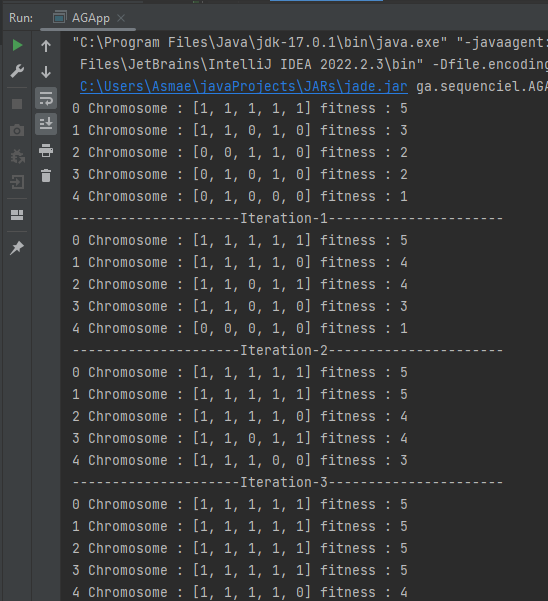 Run: AGApp
"C:\Program Files\Java\jdk-17.0.1\bin\java.exe" "-javaagent:
Files\JetBrains\IntelliJ IDEA 2022.2.3\bin" -Dfile.encoding
C:\Users\Asmae\javaProjects\JARs\jade.jar ga.sequenciel.AGA
0 Chromosome : [1, 1, 1, 1, 1] fitness : 5
1 Chromosome : [1, 1, 0, 1, 0] fitness : 3
2 Chromosome : [0, 0, 1, 1, 0] fitness : 2
3 Chromosome : [0, 1, 0, 1, 0] fitness : 2
4 Chromosome : [0, 1, 0, 0, 0] fitness : 1
--------------------Iteration-1---------------------
0 Chromosome : [1, 1, 1, 1, 1] fitness : 5
1 Chromosome : [1, 1, 1, 1, 0] fitness : 4
2 Chromosome : [1, 1, 0, 1, 1] fitness : 4
3 Chromosome : [1, 1, 0, 1, 0] fitness : 3
4 Chromosome : [0, 0, 0, 1, 0] fitness : 1
--------------------Iteration-2---------------------
0 Chromosome : [1, 1, 1, 1, 1] fitness : 5
1 Chromosome : [1, 1, 1, 1, 1] fitness : 5
2 Chromosome : [1, 1, 1, 1, 0] fitness : 4
3 Chromosome : [1, 1, 0, 1, 1] fitness : 4
4 Chromosome : [1, 1, 1, 0, 0] fitness : 3
--------------------Iteration-3---------------------
0 Chromosome : [1, 1, 1, 1, 1] fitness : 5
1 Chromosome : [1, 1, 1, 1, 1] fitness : 5
2 Chromosome : [1, 1, 1, 1, 1] fitness : 5
3 Chromosome : [1, 1, 1, 1, 1] fitness : 5
4 Chromosome : [1, 1, 1, 1, 0] fitness : 4